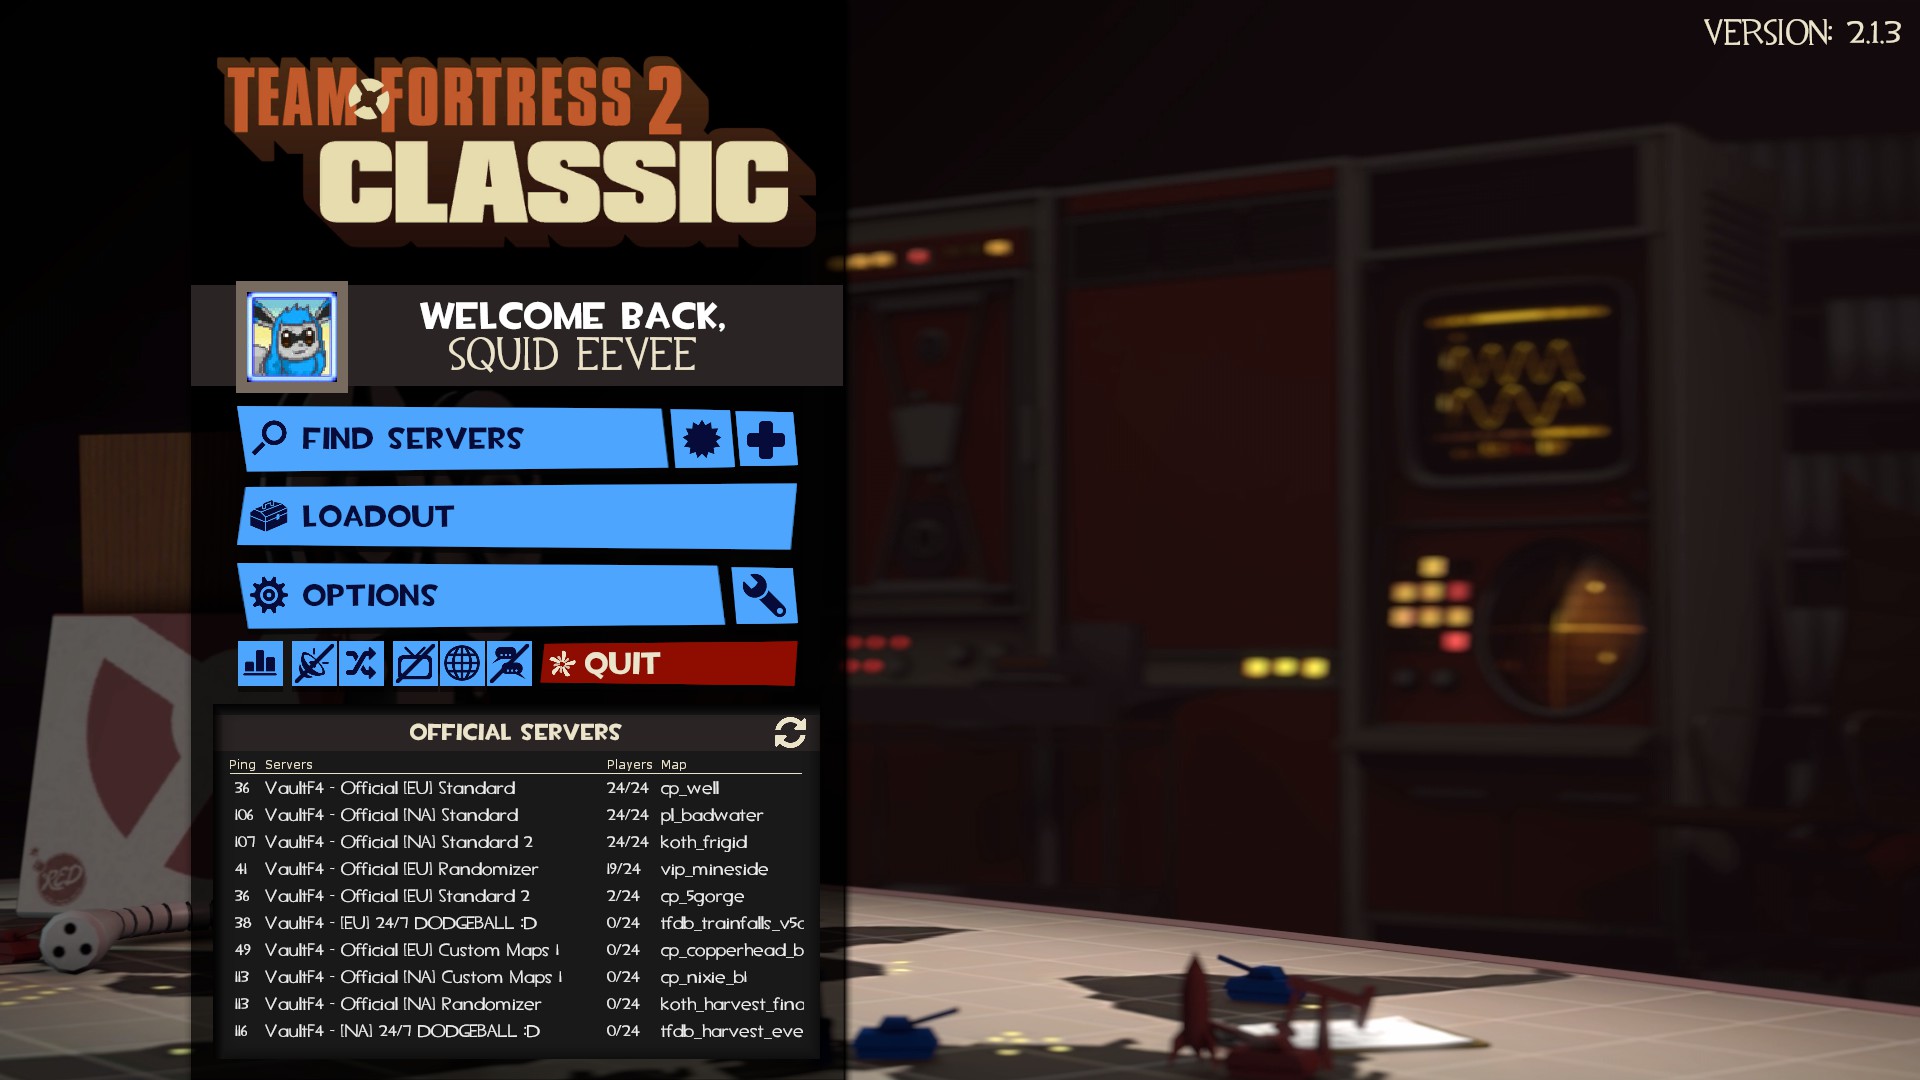 VERSION: 2.1.3
TEAM FORTRESS 2
CLASSIC
WELCOME BACK,
SQUID EEVEE
FIND SERVERS
LOADOUT
OPTIONS
QUIT
OFFICIAL SERVERS
Ping Servers Players Map
36 VaultF4 - Official [EU] Standard 24/24 cp_well
106 VaultF4 - Official [NA] Standard 24/24 pl_badwater
107 VaultF4 - Official [NA] Standard 2 24/24 koth_frigid
41 VaultF4 - Official [EU] Randomizer 19/24 vip_mineside
36 VaultF4 - Official [EU] Standard 2 2/24 cp_5gorge
38 VaultF4 - [EU] 24/7 DODGEBALL :D 0/24 tfdb_trainfalls_v5c
49 VaultF4 - Official [EU] Custom Maps 1 0/24 cp_copperhead_b
113 VaultF4 - Official [NA] Custom Maps 1 0/24 cp_nixie_b1
113 VaultF4 - Official [NA] Randomizer 0/24 koth_harvest_fina
116 VaultF4 - [NA] 24/7 DODGEBALL :D 0/24 tfdb_harvest_eve
RED